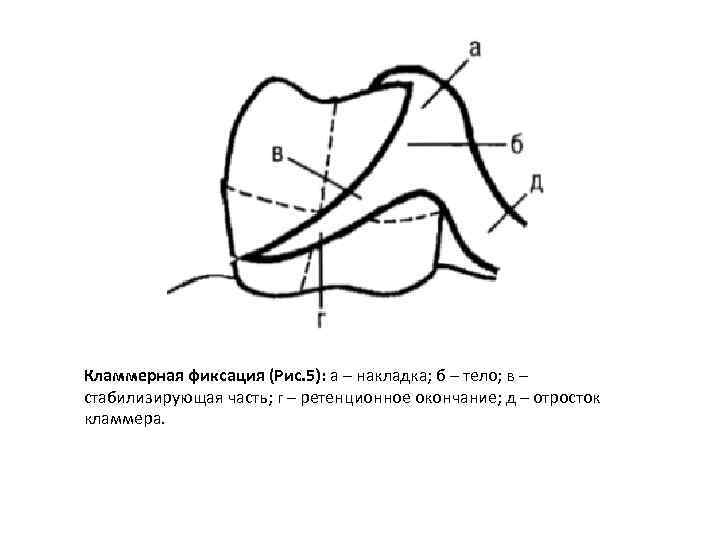 а
б
в
д
г
Кламмерная фиксация (Рис.5): а – накладка; б – тело; в –
стабилизирующая часть; г – ретенционное окончание; д – отросток
кламмера.